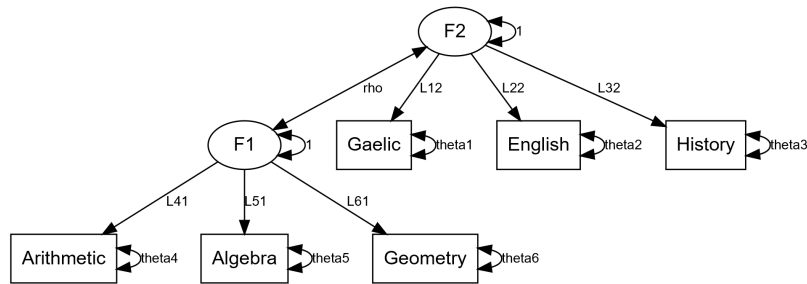 F2
1
rho
L12
L22
L32
F1
1
Gaelic
theta1
English
theta2
History
theta3
L41
L51
L61
Arithmetic
theta4
Algebra
theta5
Geometry
theta6